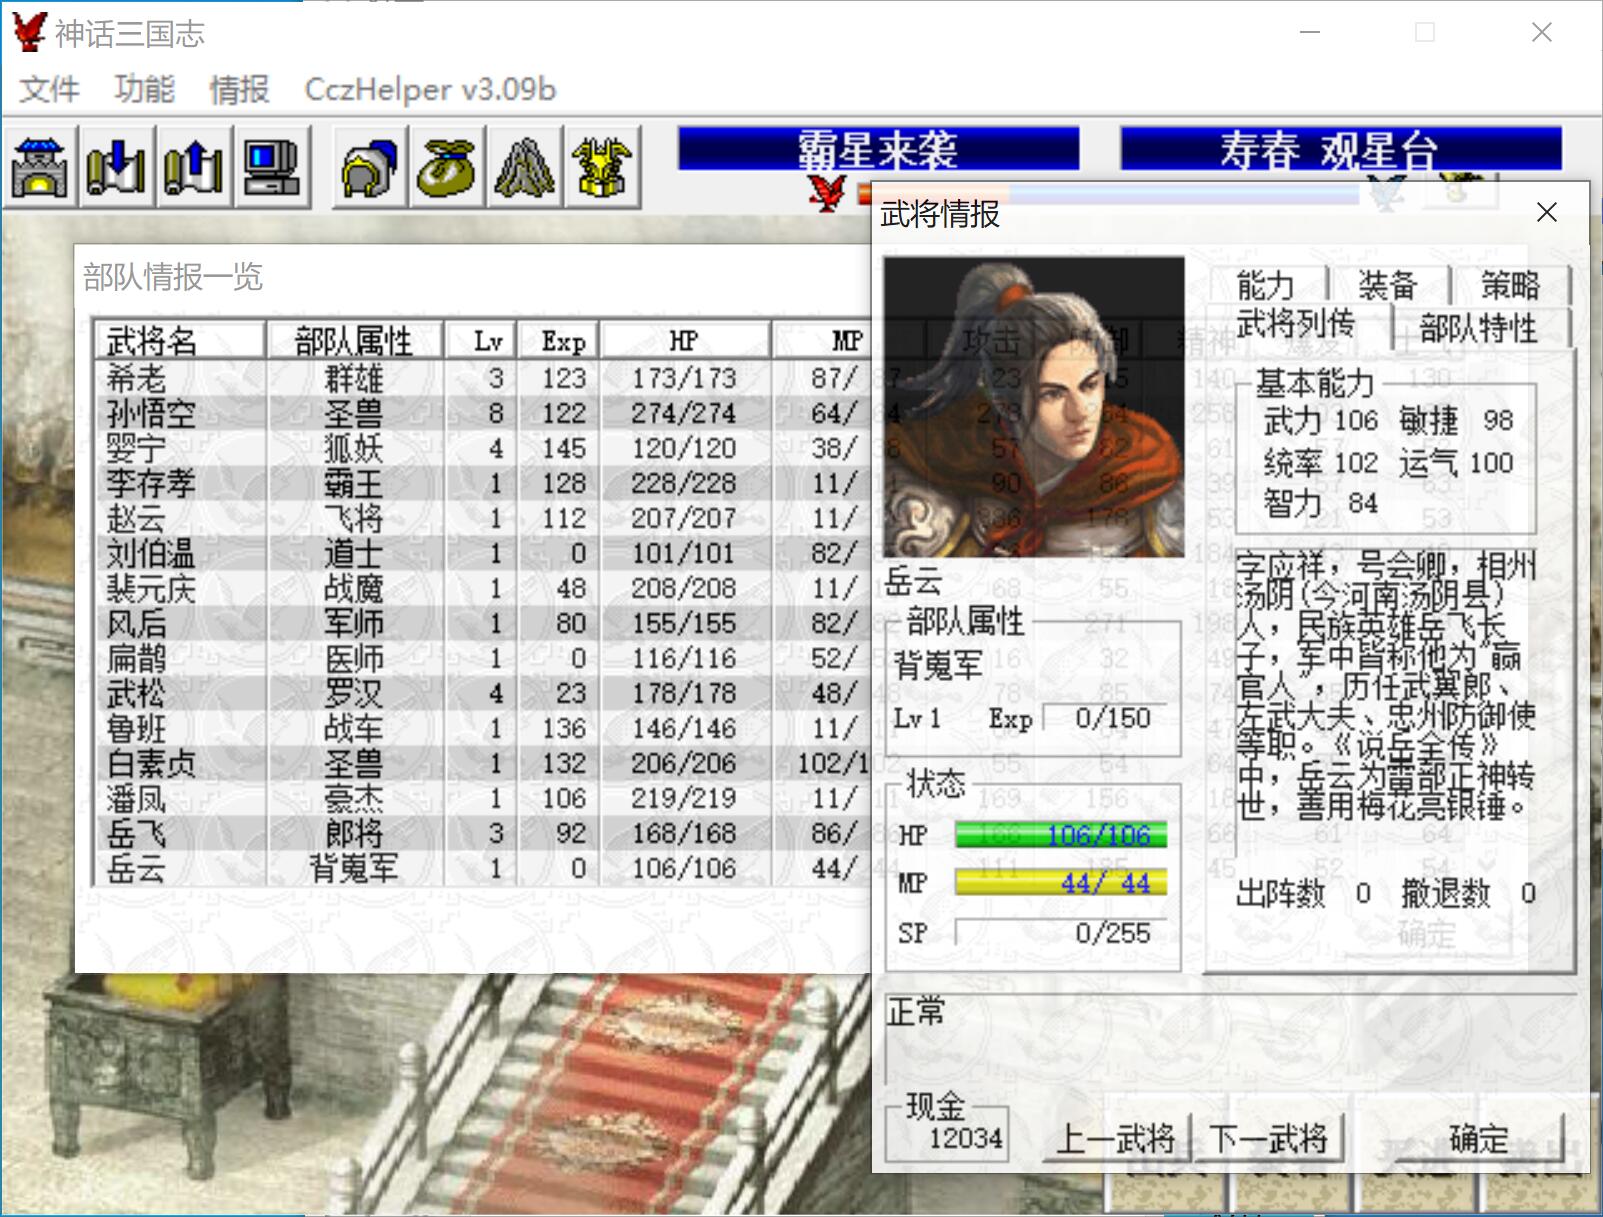 神话三国志
文件 功能 情报 CczHelper v3.09b
霸星来袭 寿春 观星台
部队情报一览
武将名 部队属性 Lv Exp HP MP 攻击 防御 精神
希老 群雄 3 123 173/173 87/ 87
孙悟空 圣兽 8 122 274/274 64/ 64
婴宁 狐妖 4 145 120/120 38/ 38
李存孝 霸王 1 128 228/228 11/
赵云 飞将 1 112 207/207 11/
刘伯温 道士 1 0 101/101 82/
裴元庆 战魔 1 48 208/208 11/
风后 军师 1 80 155/155 82/
扁鹊 医师 1 0 116/116 52/
武松 罗汉 4 23 178/178 48/
鲁班 战车 1 136 146/146 11/
白素贞 圣兽 1 132 206/206 102/1
潘凤 豪杰 1 106 219/219 11/
岳飞 郎将 3 92 168/168 86/
岳云 背嵬军 1 0 106/106 44/
武将情报
能力 装备 策略
武将列传 部队特性
基本能力
武力 106 敏捷 98
统率 102 运气 100
智力 84
岳云
部队属性
背嵬军
Lv 1 Exp 0/150
状态
HP 106/106
MP 44/ 44
SP 0/255
字应祥，号会卿，相州
汤阴(今河南汤阴县)
人，民族英雄岳飞长
子，军中皆称他为“赢
官人”，历任武翼郎、
左武大夫、忠州防御使
等职。《说岳全传》
中，岳云为雷部正神转
世，善用梅花亮银锤。
出阵数 0 撤退数 0
确定
正常
现金
12034
上一武将 下一武将 确定